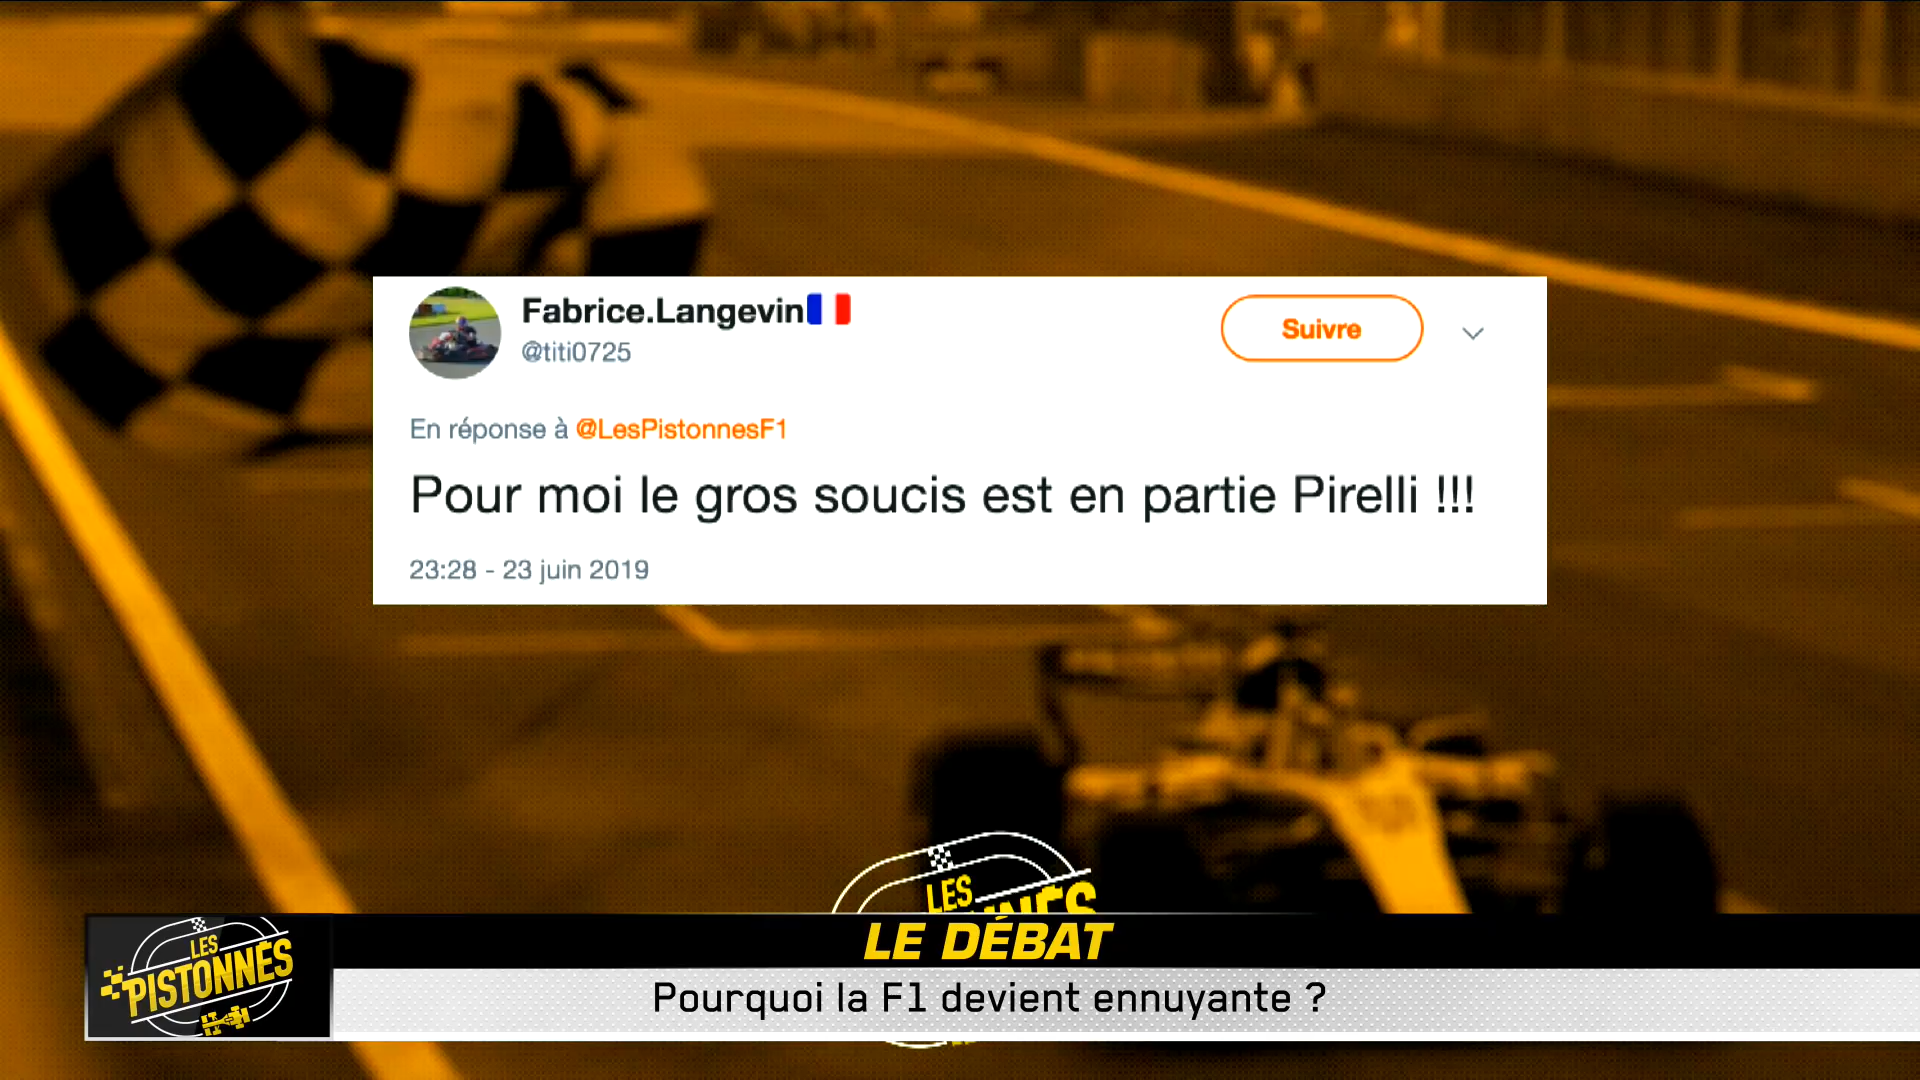 Fabrice.Langevin🇫🇷
@titi0725
Suivre
En réponse à @LesPistonnesF1
Pour moi le gros soucis est en partie Pirelli !!!
23:28 - 23 juin 2019
LES
LE DÉBAT
LES
PISTONNÉS
Pourquoi la F1 devient ennuyante ?